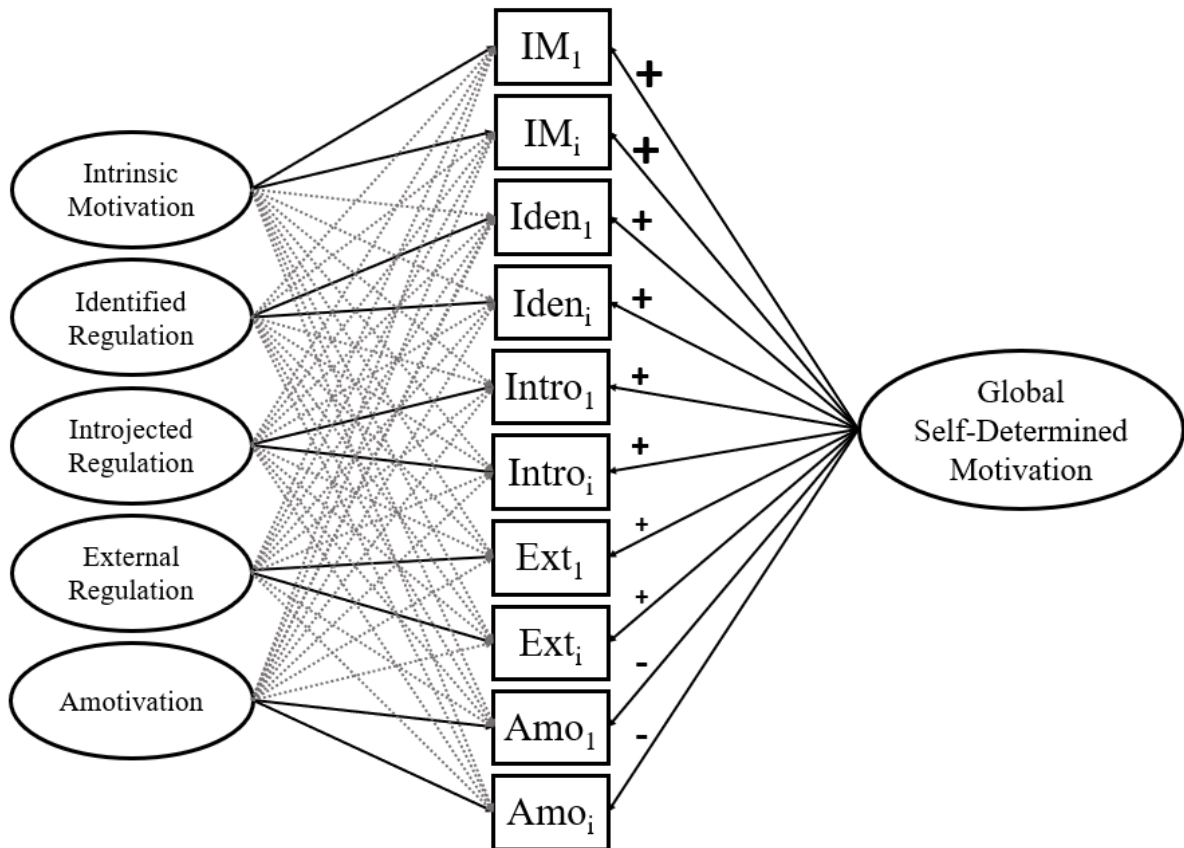 IM1
+
IMi
+
Intrinsic
Motivation
Iden1
+
Identified
Regulation
Ideni
+
Intro1
+
Global
Self-Determined
Motivation
Introjected
Regulation
Introi
+
Ext1
+
External
Regulation
Exti
+
-
Amotivation
Amo1
-
Amoi